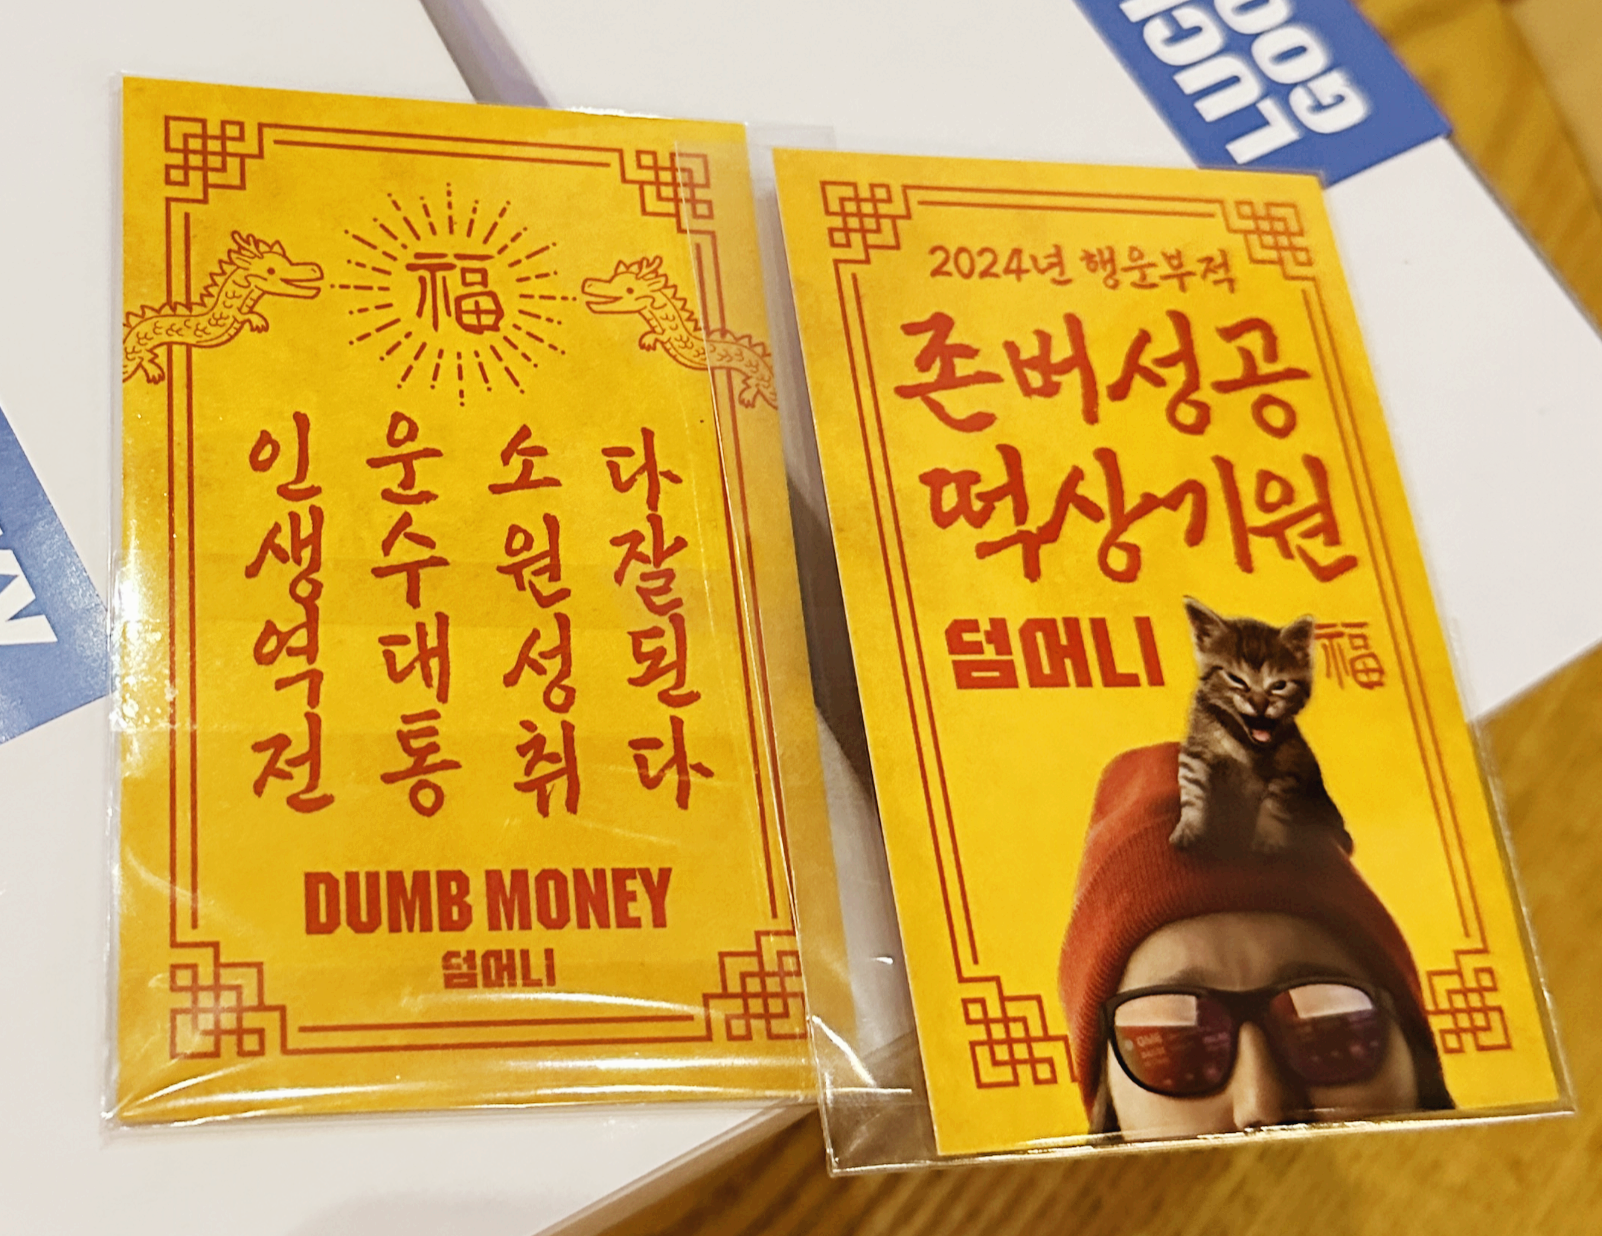 福
인생역전
운수대통
소원성취
다잘된다
DUMB MONEY
덤머니
2024년 행운부적
존버성공
떡상기원
덤머니
福
GOO